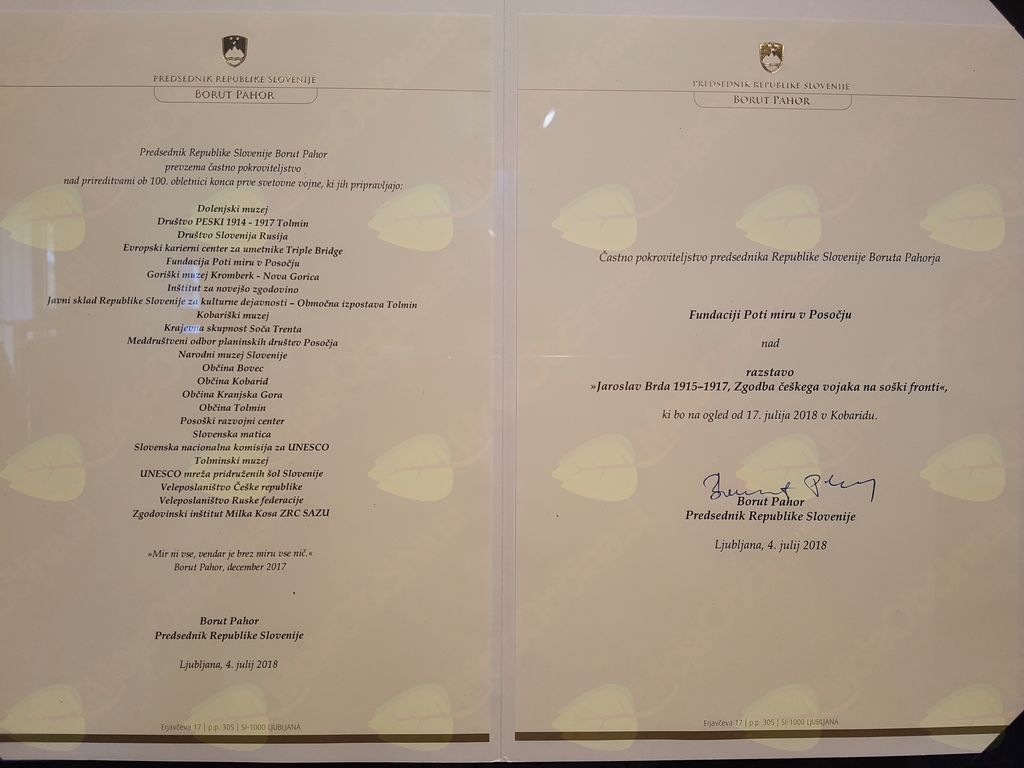 PREDSEDNIK REPUBLIKE SLOVENIJE
BORUT PAHOR
Predsednik Republike Slovenije Borut Pahor
prevzema častno pokroviteljstvo
nad prireditvami ob 100. obletnici konca prve svetovne vojne, ki jih pripravljajo:
Dolenjski muzej
Društvo PESKI 1914 - 1917 Tolmin
Društvo Slovenija Rusija
Evropski karierni center za umetnike Triple Bridge
Fundacija Poti miru v Posočju
Goriški muzej Kromberk - Nova Gorica
Inštitut za novejšo zgodovino
Javni sklad Republike Slovenije za kulturne dejavnosti – Območna izpostava Tolmin
Kobariški muzej
Krajevna skupnost Soča Trenta
Meddruštveni odbor planinskih društev Posočja
Narodni muzej Slovenije
Občina Bovec
Občina Kobarid
Občina Kranjska Gora
Občina Tolmin
Pososki razvojni center
Slovenska matica
Slovenska nacionalna komisija za UNESCO
Tolminski muzej
UNESCO mreža pridruženih šol Slovenije
Veleposlaništvo Češke republike
Veleposlaništvo Ruske federacije
Zgodovinski inštitut Milka Kosa ZRC SAZU
»Mir ni vse, vendar je brez miru vse nič.«
Borut Pahor, december 2017
Borut Pahor
Predsednik Republike Slovenije
Ljubljana, 4. julij 2018
Erjavčeva 17 | p.p. 305 | SI-1000 LJUBLJANA
PREDSEDNIK REPUBLIKE SLOVENIJE
BORUT PAHOR
Častno pokroviteljstvo predsednika Republike Slovenije Boruta Pahorja
Fundaciji Poti miru v Posočju
nad
razstavo
»Jaroslav Brda 1915–1917, Zgodba češkega vojaka na soški fronti«,
ki bo na ogled od 17. julija 2018 v Kobaridu.
Borut Pahor
Borut Pahor
Predsednik Republike Slovenije
Ljubljana, 4. julij 2018
Erjavčeva 17 | p.p. 305 | SI-1000 LJUBLJANA